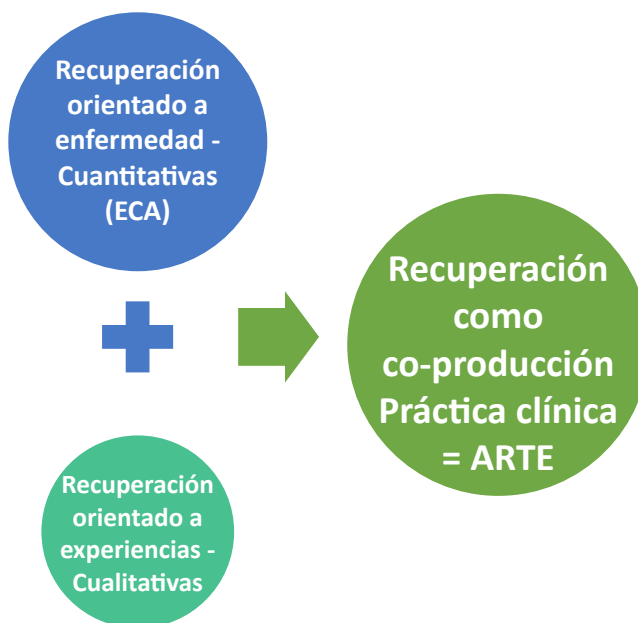 Recuperación
orientado a
enfermedad -
Cuantitativas
(ECA)
Recuperación
orientado a
experiencias -
Cualitativas
Recuperación
como
co-producción
Práctica clínica
= ARTE